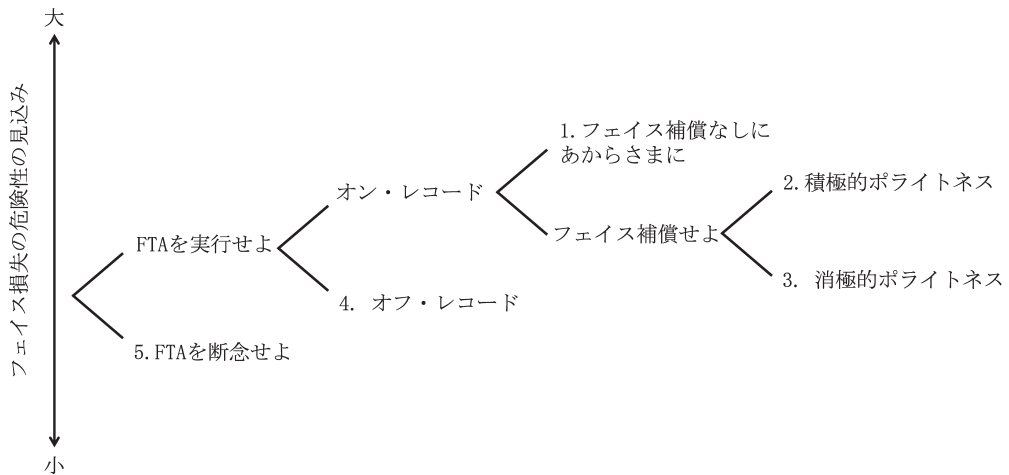 大
フェイス損失の危険性の見込み
小
1.フェイス補償なしに
あからさまに
2.積極的ポライトネス
オン・レコード
フェイス補償せよ
FTAを実行せよ
3. 消極的ポライトネス
4. オフ・レコード
5.FTAを断念せよ